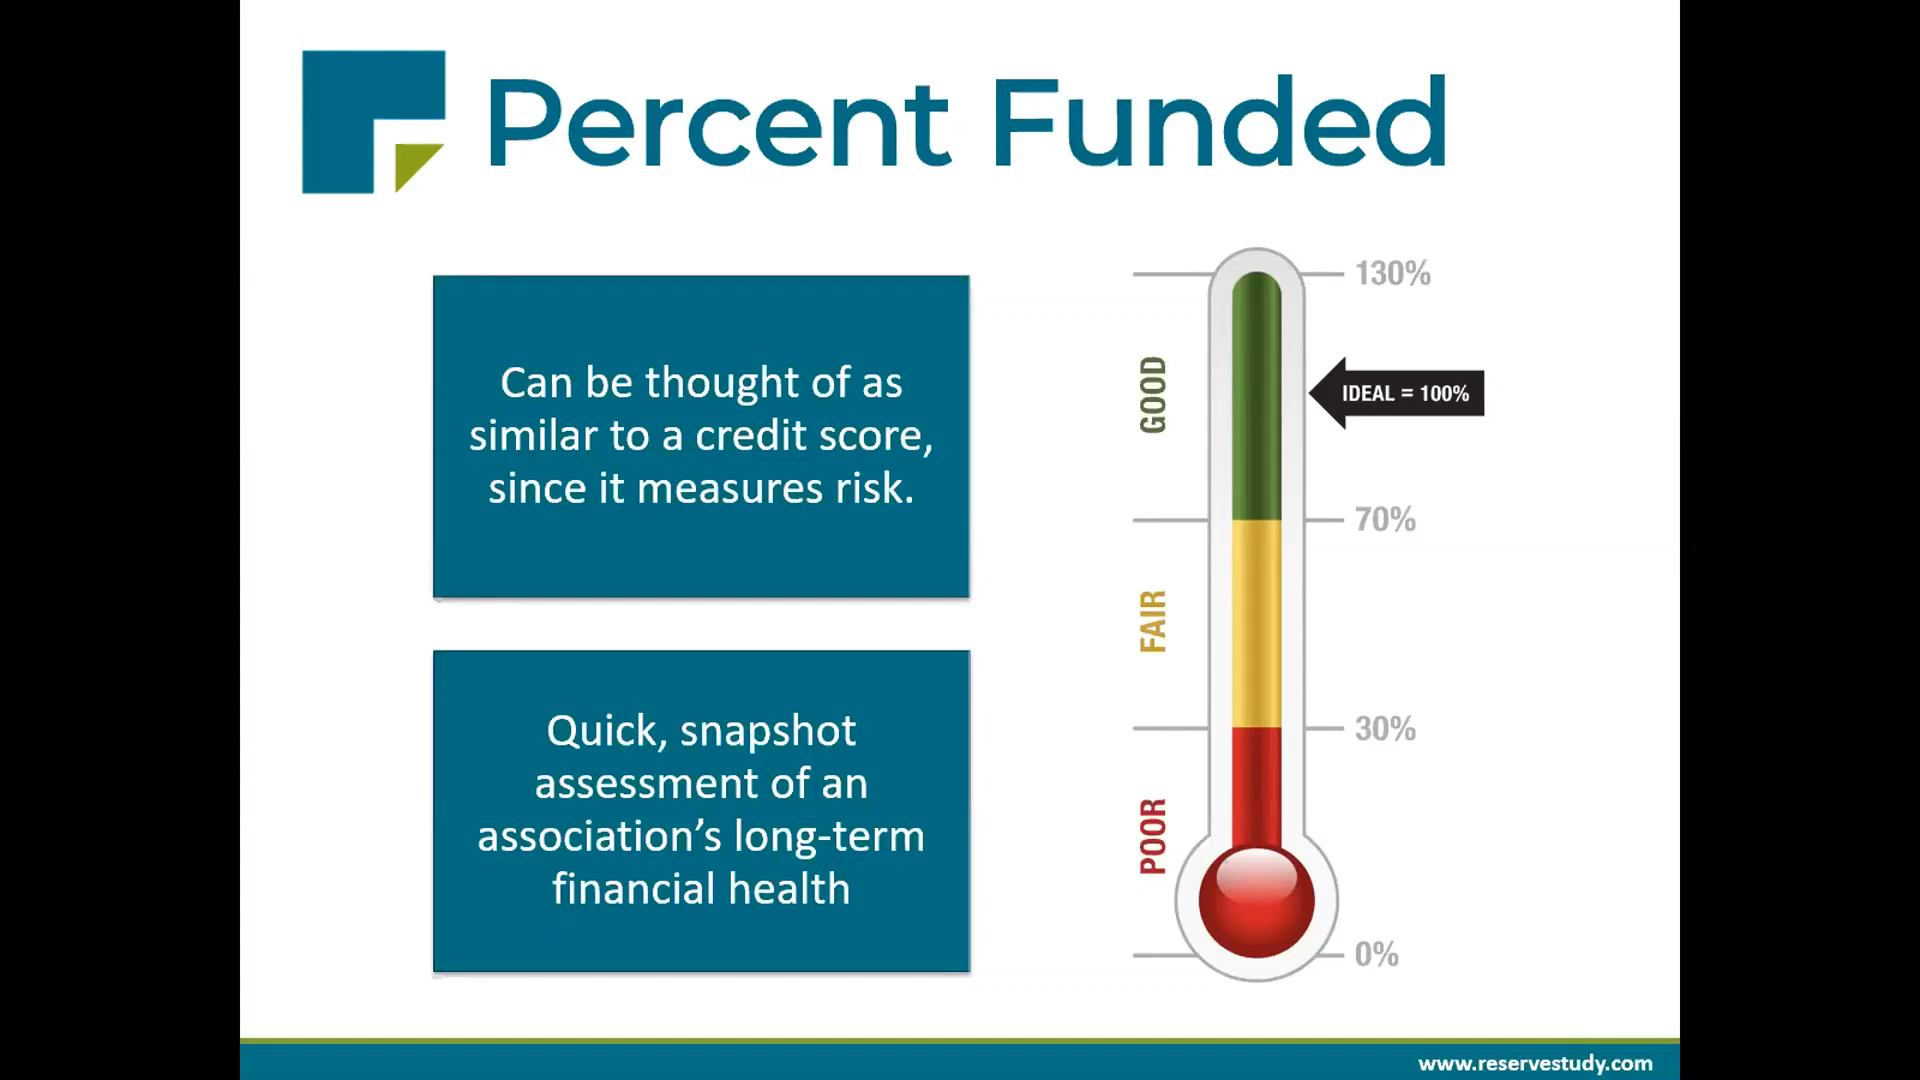 Percent Funded
Can be thought of as
similar to a credit score,
since it measures risk.
Quick, snapshot
assessment of an
association’s long-term
financial health
130%
GOOD
IDEAL = 100%
70%
FAIR
30%
POOR
0%
www.reservestudy.com